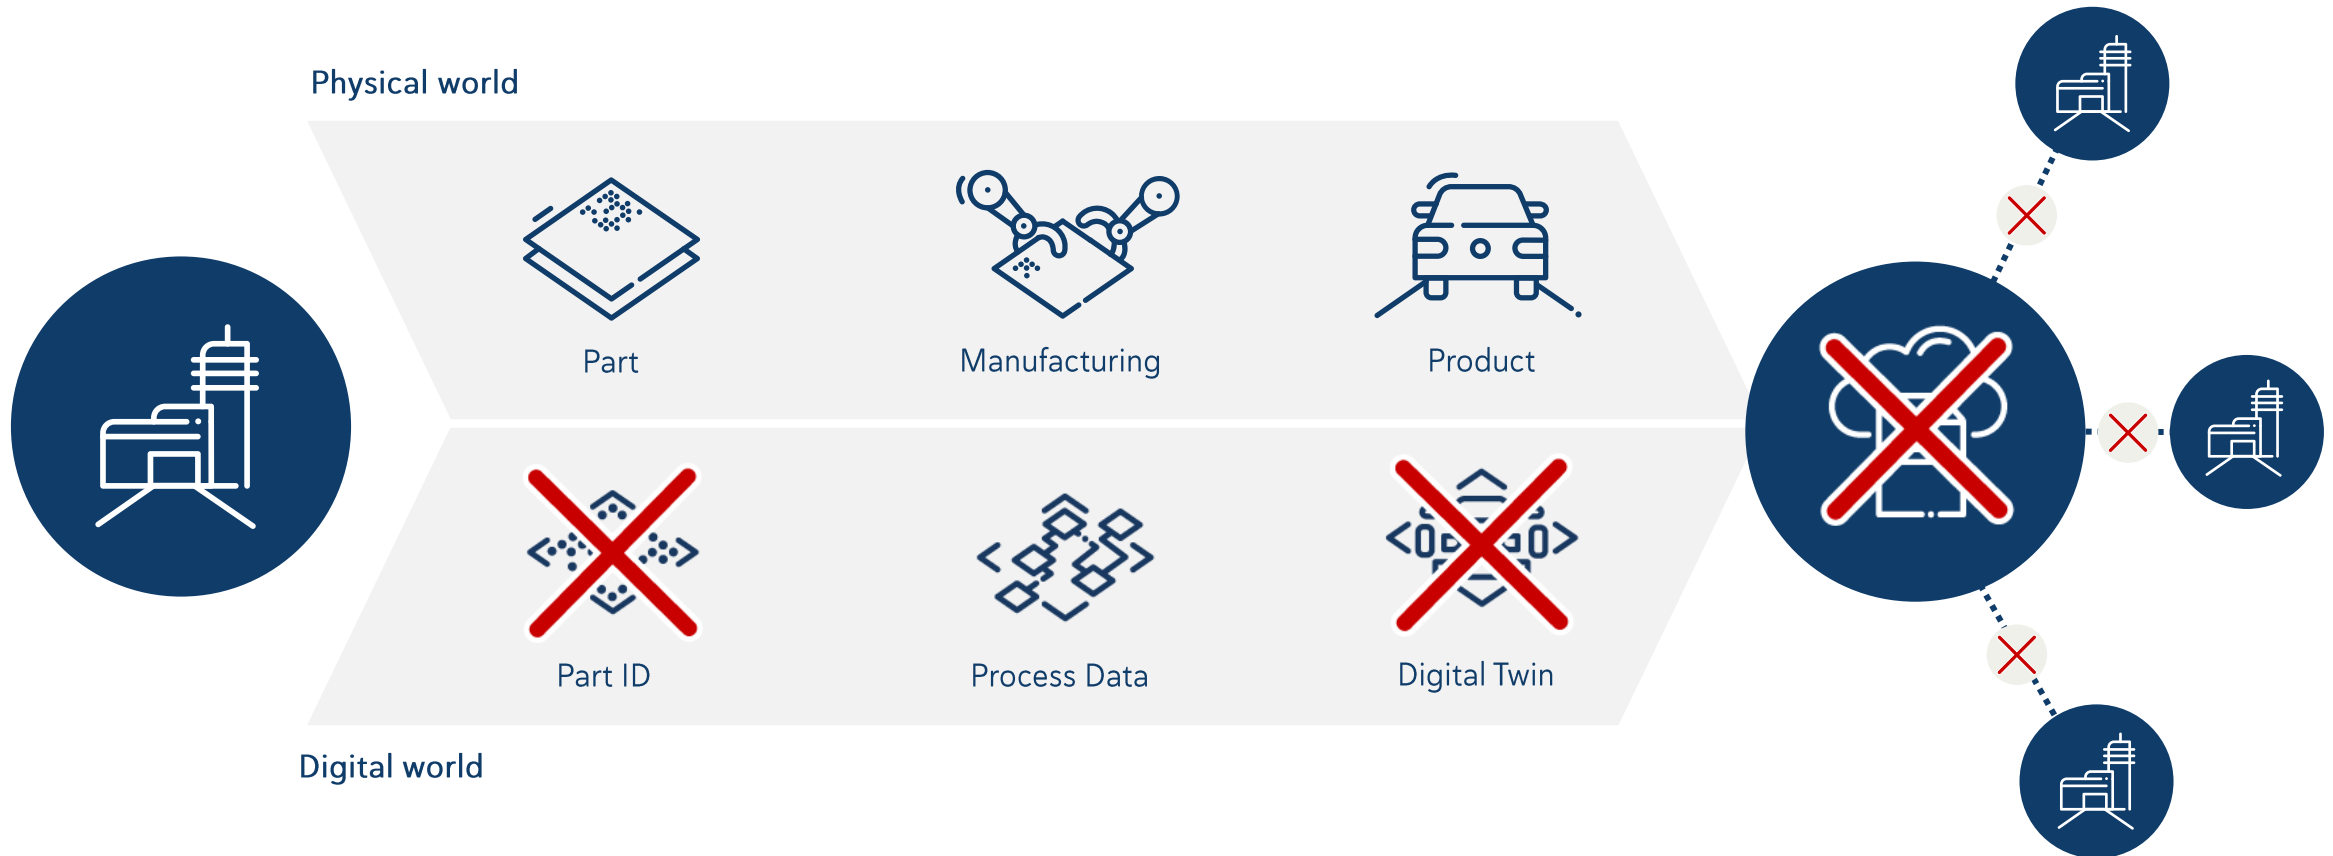 Physical world
Part
Manufacturing
Product
Part ID
Process Data
Digital Twin
Digital world